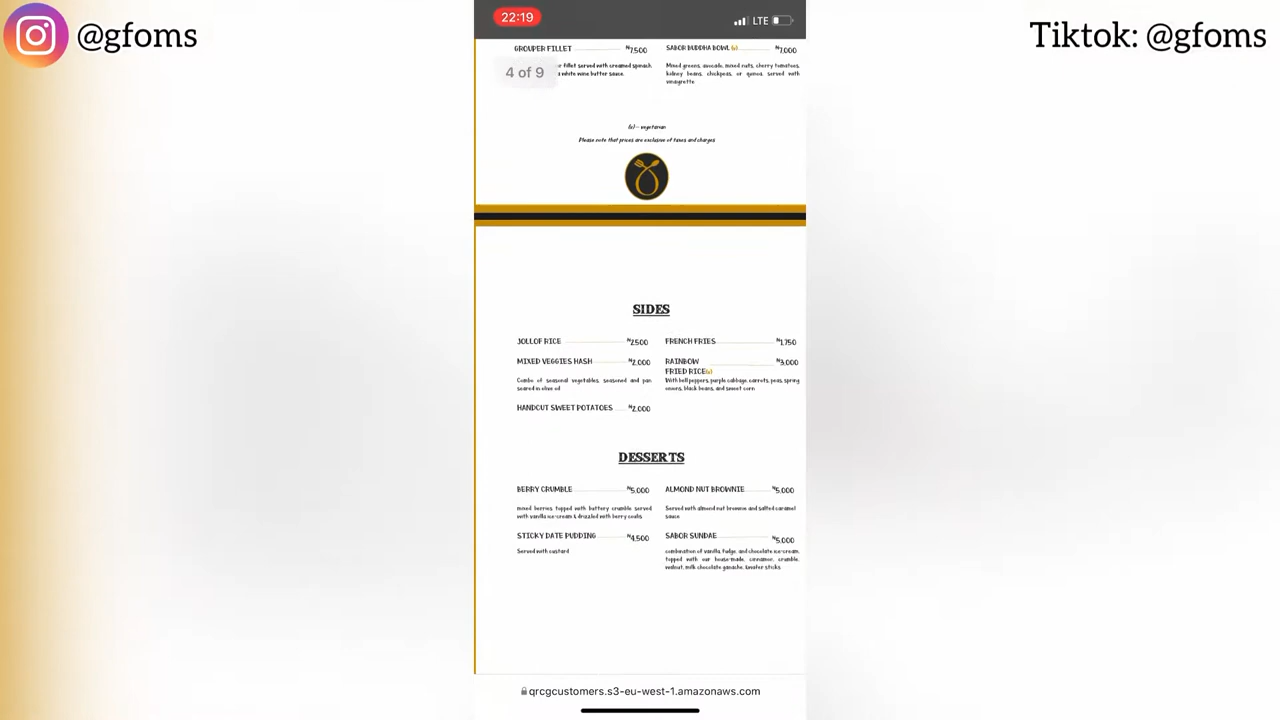 @gfoms
Tiktok: @gfoms
22:19
LTE
GROUPER FILLET ₦7,500
fillet served with creamed spinach,
a white wine butter sauce.
4 of 9
SABOR BUDDHA BOWL(v) ₦7,000
Mixed greens, avocado, mixed nuts, cherry tomatoes,
kidney beans, chickpeas, or quinoa served with
vinaigrette
(v) - vegetarian
Please note that prices are exclusive of taxes and charges
SIDES
JOLLOF RICE ₦2,500
MIXED VEGGIES HASH ₦2,000
Combo of seasonal vegetables, seasoned and pan
seared in olive oil
HANDCUT SWEET POTATOES ₦2,000
FRENCH FRIES ₦1,750
RAINBOW ₦3,000
FRIED RICE(v)
With bell peppers, purple cabbage, carrots, peas, spring
onions, black beans, and sweet corn
DESSERTS
BERRY CRUMBLE ₦5,000
mixed berries topped with buttery crumble served
with vanilla ice-cream & drizzled with berry coulis
STICKY DATE PUDDING ₦4,500
Served with custard
ALMOND NUT BROWNIE ₦5,000
Served with almond nut brownie and salted caramel
sauce
SABOR SUNDAE ₦5,000
combination of vanilla, fudge, and chocolate ice-cream,
topped with our house-made, cinnamon, crumble,
walnut, milk chocolate ganache, &wafer sticks
qrcgcustomers.s3-eu-west-1.amazonaws.com